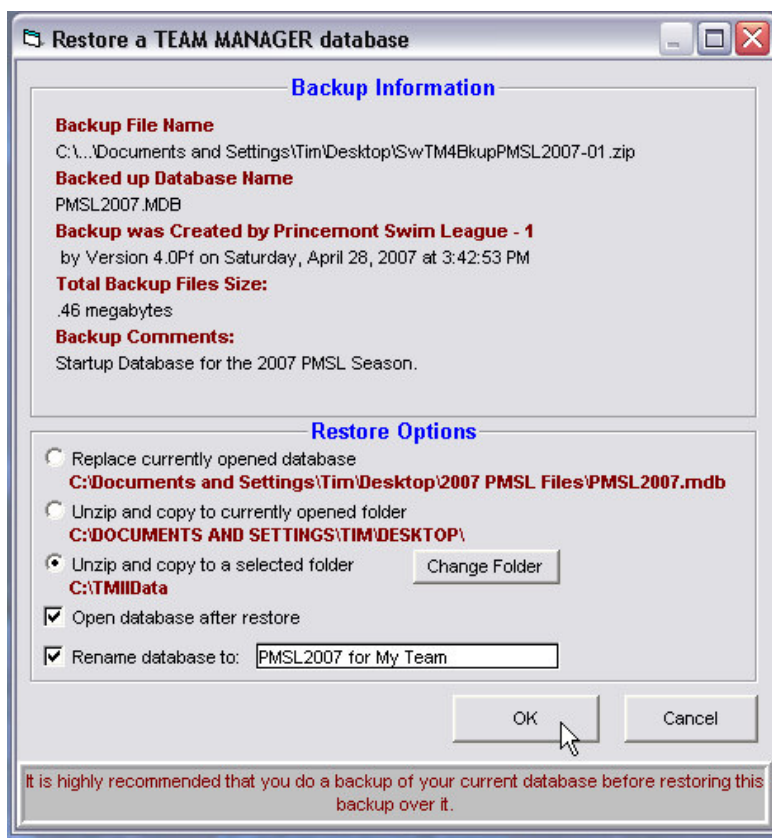 Restore a TEAM MANAGER database
Backup Information
Backup File Name
C:\...\Documents and Settings\Tim\Desktop\SwTM4BkupPMSL2007-01.zip
Backed up Database Name
PMSL2007.MDB
Backup was Created by Princemont Swim League - 1
by Version 4.0Pf on Saturday, April 28, 2007 at 3:42:53 PM
Total Backup Files Size:
.46 megabytes
Backup Comments:
Startup Database for the 2007 PMSL Season.
Restore Options
Replace currently opened database
C:\Documents and Settings\Tim\Desktop\2007 PMSL Files\PMSL2007.mdb
Unzip and copy to currently opened folder
C:\DOCUMENTS AND SETTINGS\TIM\DESKTOP\
Unzip and copy to a selected folder
Change Folder
C:\TMIIData
Open database after restore
Rename database to: PMSL2007 for My Team
OK Cancel
It is highly recommended that you do a backup of your current database before restoring this
backup over it.